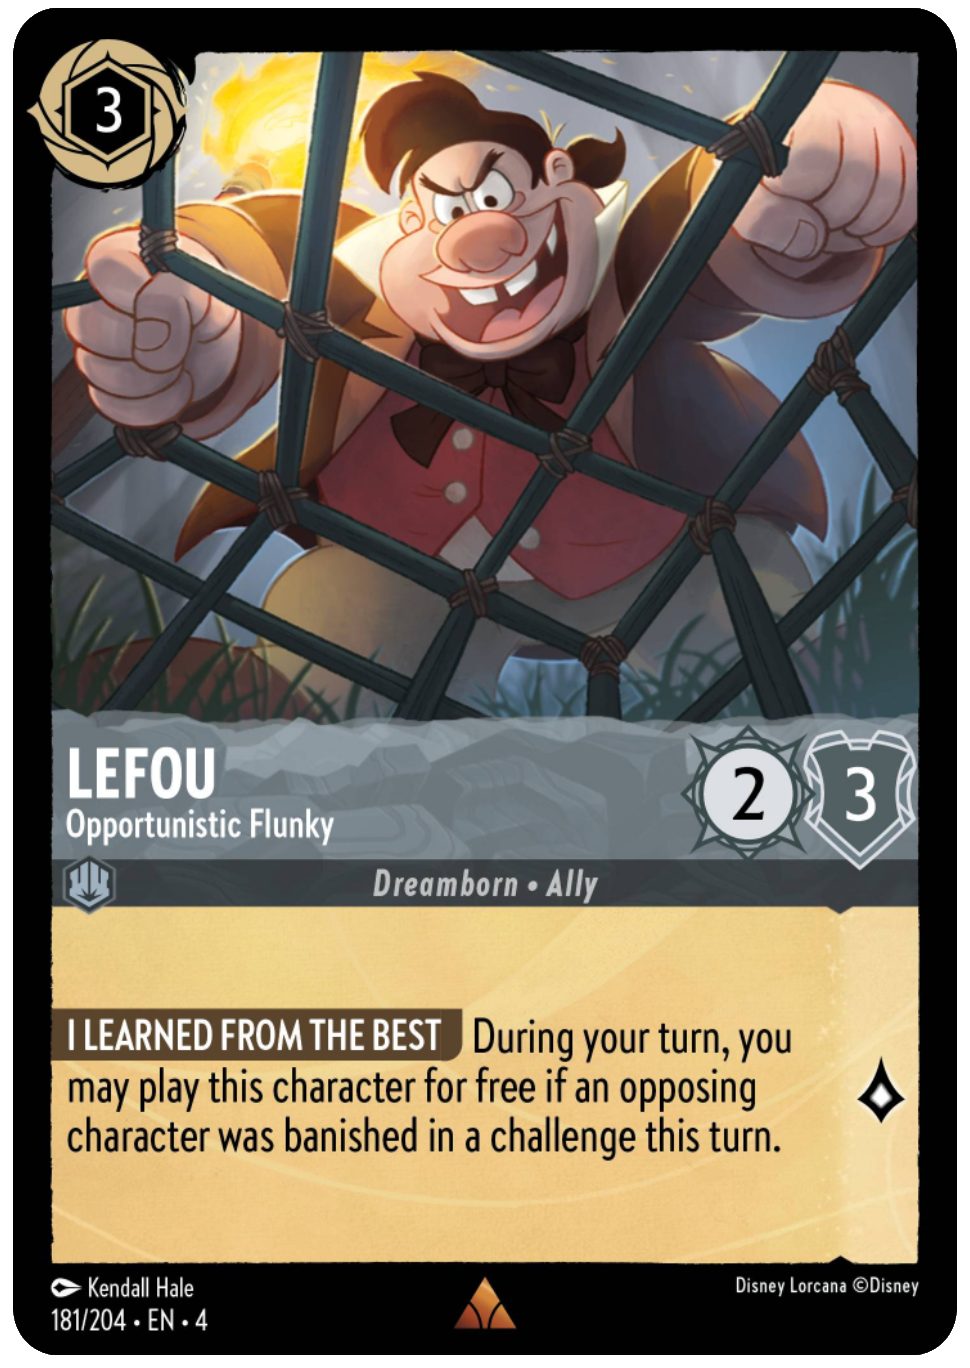 3
LEFOU
Opportunistic Flunky
2 3
Dreamborn • Ally
I LEARNED FROM THE BEST During your turn, you
may play this character for free if an opposing
character was banished in a challenge this turn.
Kendall Hale
Disney Lorcana ©Disney
181/204 • EN • 4